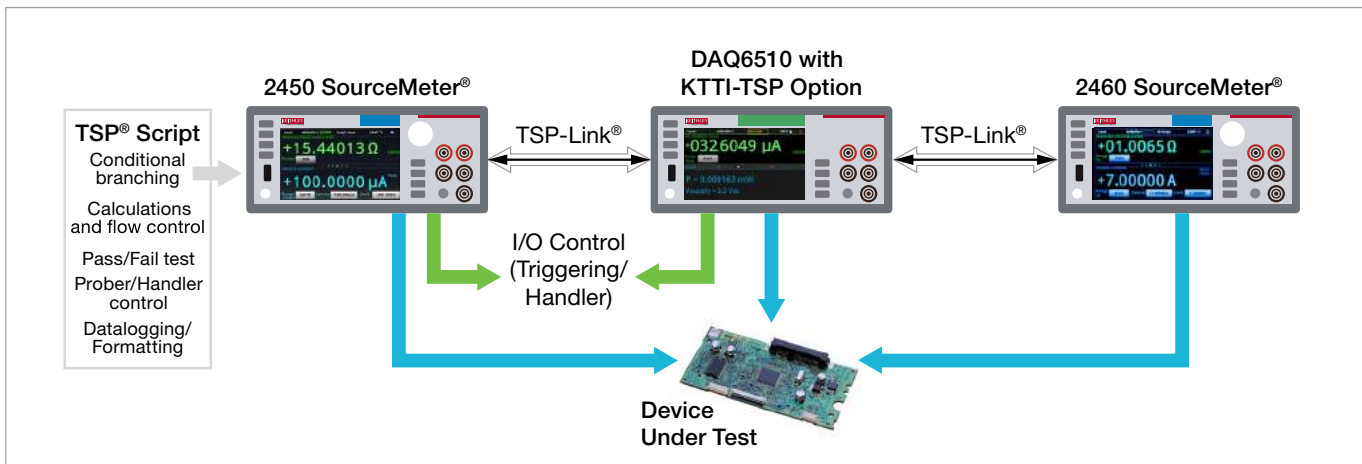 2450 SourceMeter®
DAQ6510 with
KTTI-TSP Option
2460 SourceMeter®
TSP® Script
Conditional
branching
Calculations
and flow control
Pass/Fail test
Prober/Handler
control
Datalogging/
Formatting
+15.44013 Ω
+100.0000 µA
TSP-Link®
+0326049 µA
TSP-Link®
+01.0065 Ω
+7.00000 A
I/O Control
(Triggering/
Handler)
Device
Under Test